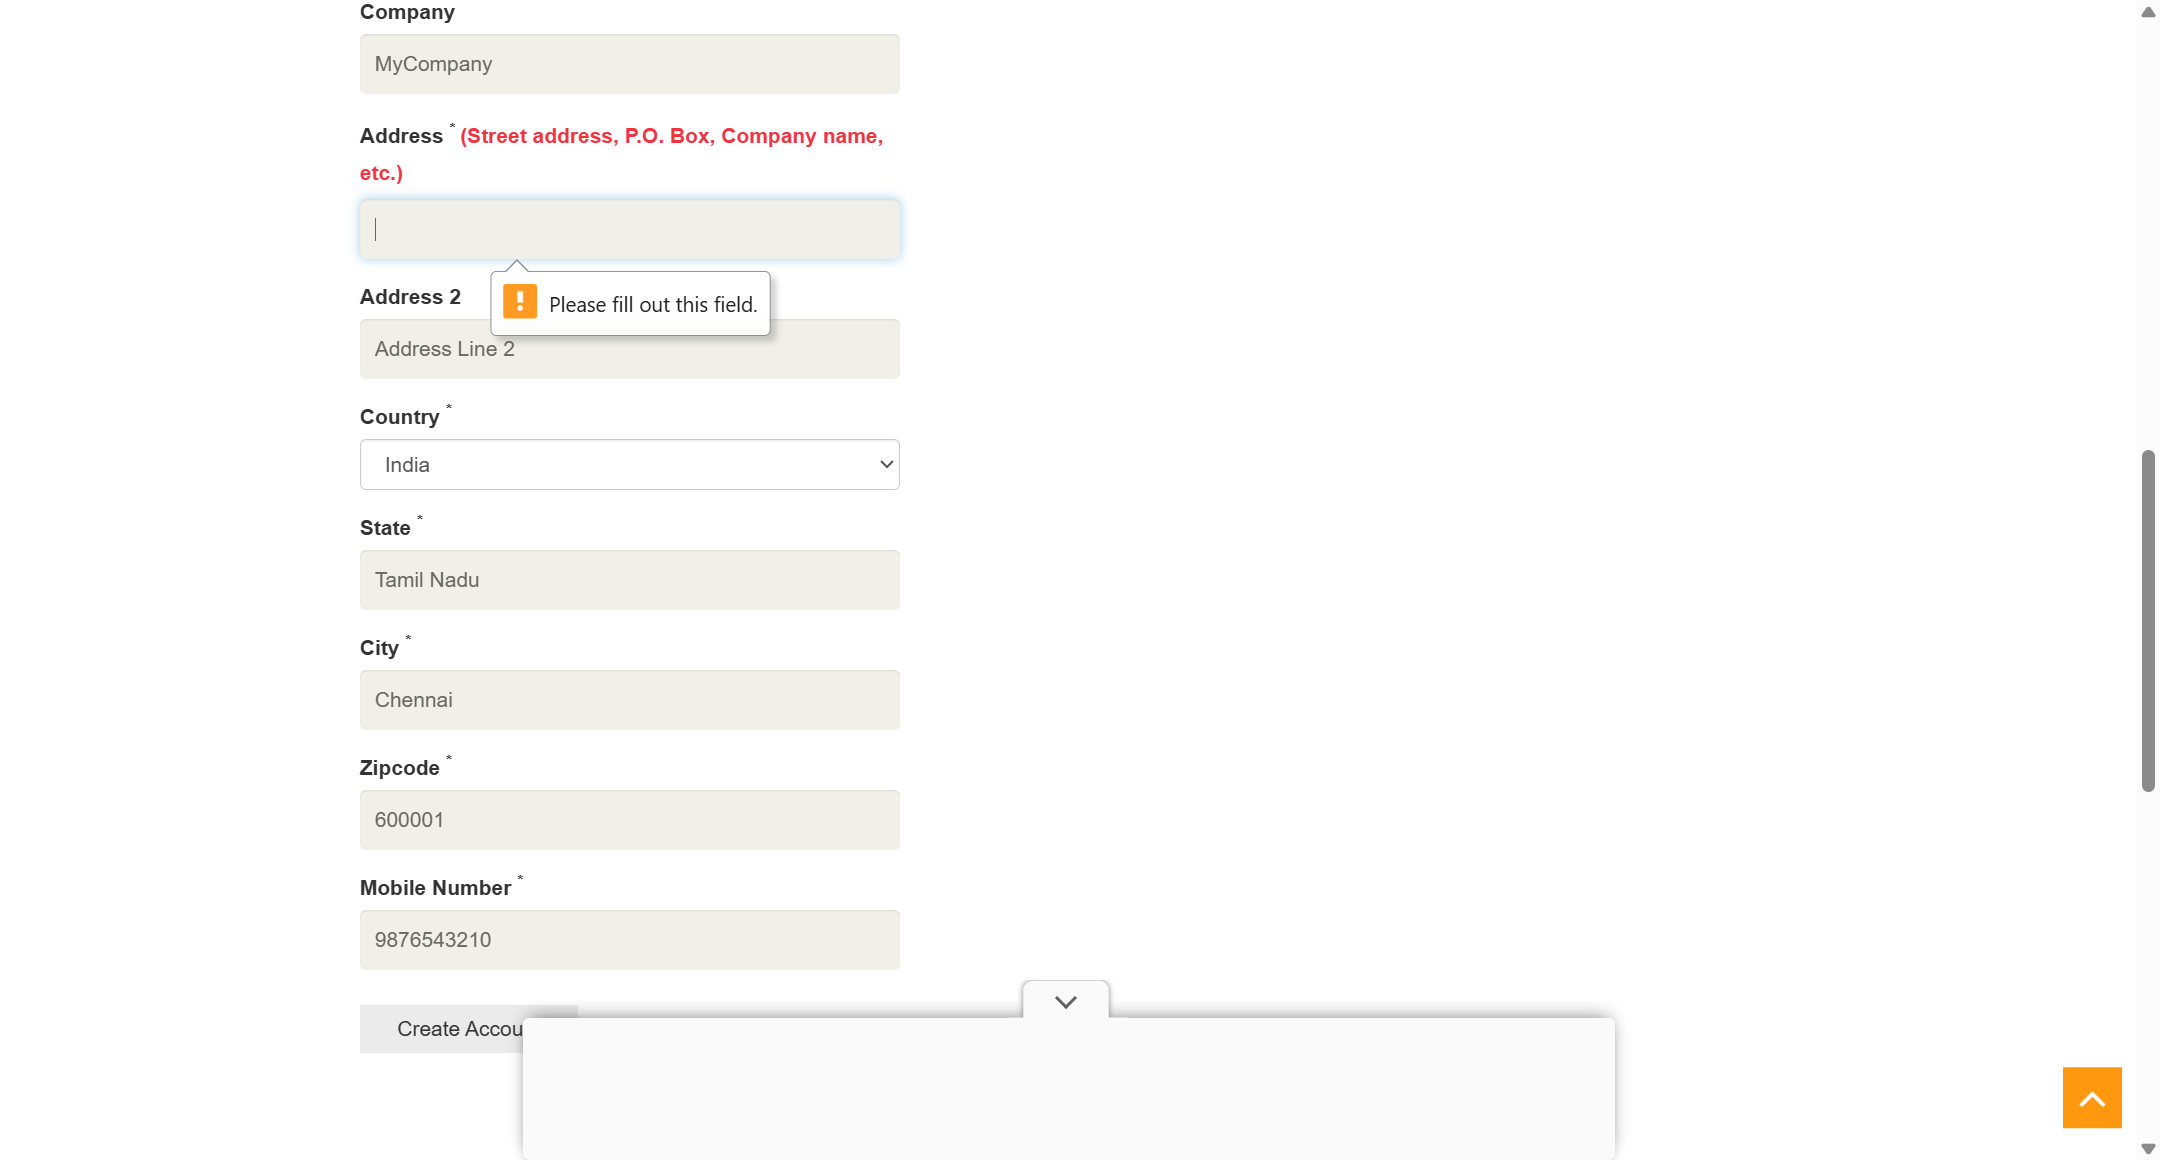 Company
MyCompany
Address * (Street address, P.O. Box, Company name,
etc.)
Please fill out this field.
Address 2
Address Line 2
Country *
India
State *
Tamil Nadu
City *
Chennai
Zipcode *
600001
Mobile Number *
9876543210
Create Accou